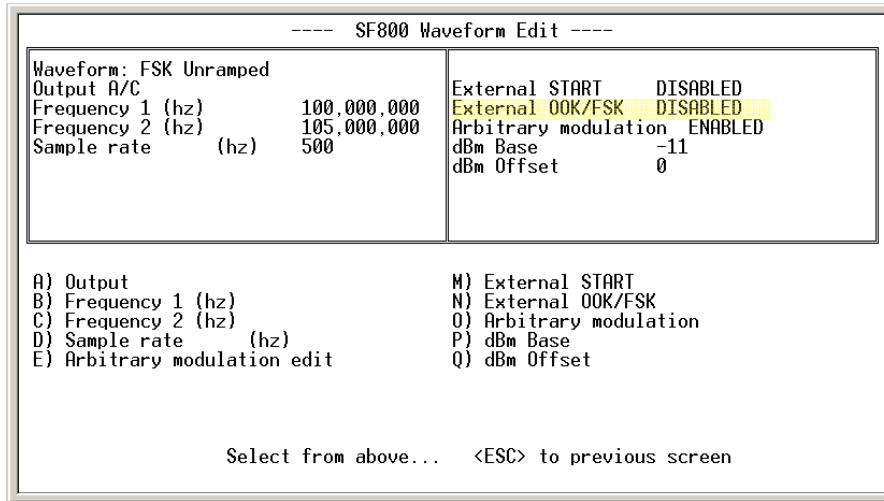 ---- SF800 Waveform Edit ----
Waveform: FSK Unramped
Output A/C
Frequency 1 (hz) 100,000,000
Frequency 2 (hz) 105,000,000
Sample rate (hz) 500
External START DISABLED
External OOK/FSK DISABLED
Arbitrary modulation ENABLED
dBm Base -11
dBm Offset 0
A) Output
B) Frequency 1 (hz)
C) Frequency 2 (hz)
D) Sample rate (hz)
E) Arbitrary modulation edit
M) External START
N) External OOK/FSK
O) Arbitrary modulation
P) dBm Base
Q) dBm Offset
Select from above... <ESC> to previous screen